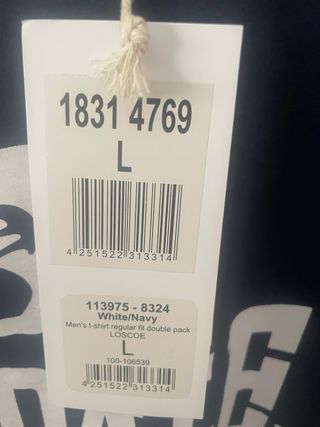 1831 4769
L
4 251522 313314
113975 - 8324
White/Navy
Men's t-shirt regular fit double pack
LOSCOE
L
100-106539
4 251522 313314